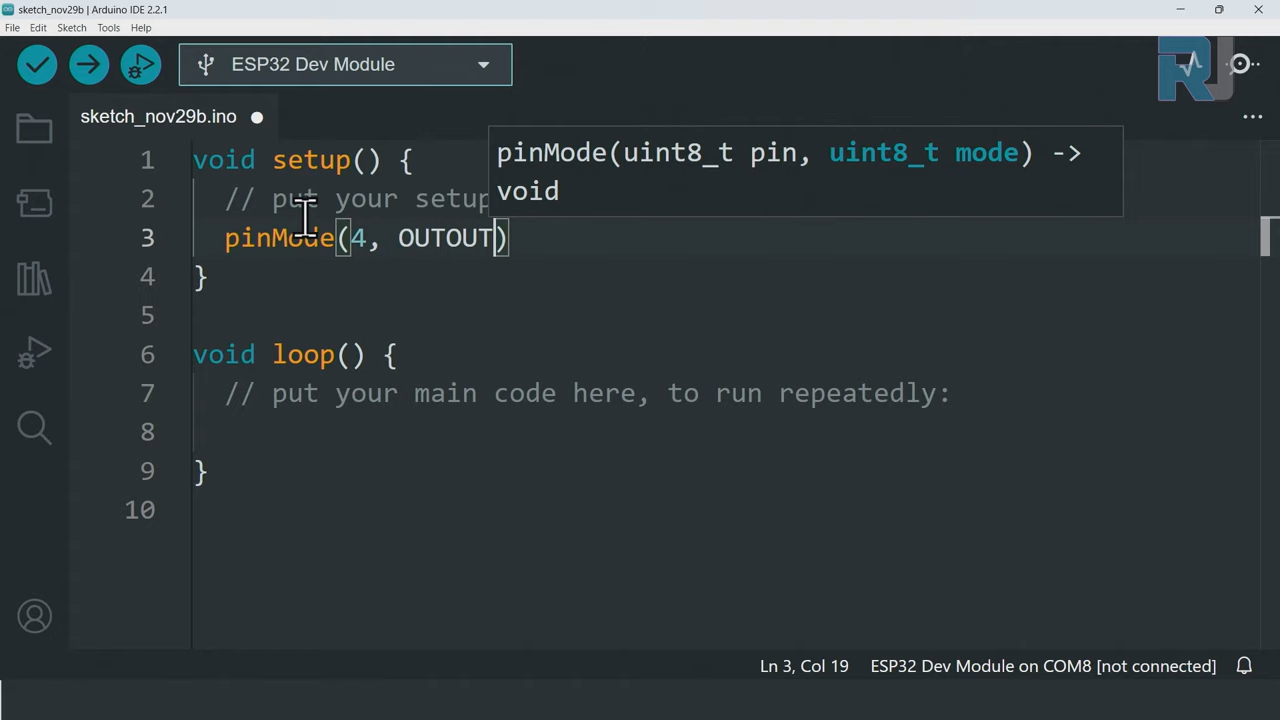 sketch_nov29b | Arduino IDE 2.2.1
File Edit Sketch Tools Help
ESP32 Dev Module
RJ
sketch_nov29b.ino
pinMode(uint8_t pin, uint8_t mode) ->
void
1 void setup() {
2 // put your setup
3 pinMode(4, OUTOUT)
4 }
5
6 void loop() {
7 // put your main code here, to run repeatedly:
8
9 }
10
Ln 3, Col 19 ESP32 Dev Module on COM8 [not connected]